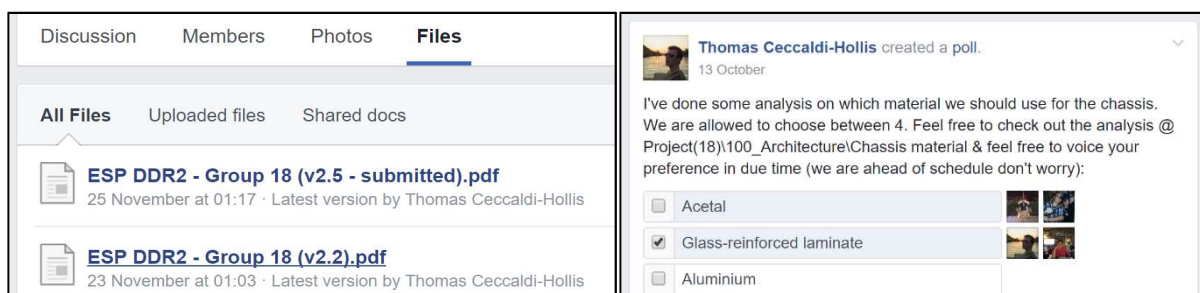 Discussion Members Photos Files
All Files Uploaded files Shared docs
ESP DDR2 - Group 18 (v2.5 - submitted).pdf
25 November at 01:17 · Latest version by Thomas Ceccaldi-Hollis
ESP DDR2 - Group 18 (v2.2).pdf
23 November at 01:03 · Latest version by Thomas Ceccaldi-Hollis
Thomas Ceccaldi-Hollis created a poll.
13 October
I've done some analysis on which material we should use for the chassis.
We are allowed to choose between 4. Feel free to check out the analysis @
Project(18)\100_Architecture\Chassis material & feel free to voice your
preference in due time (we are ahead of schedule don't worry):
Acetal
Glass-reinforced laminate
Aluminium